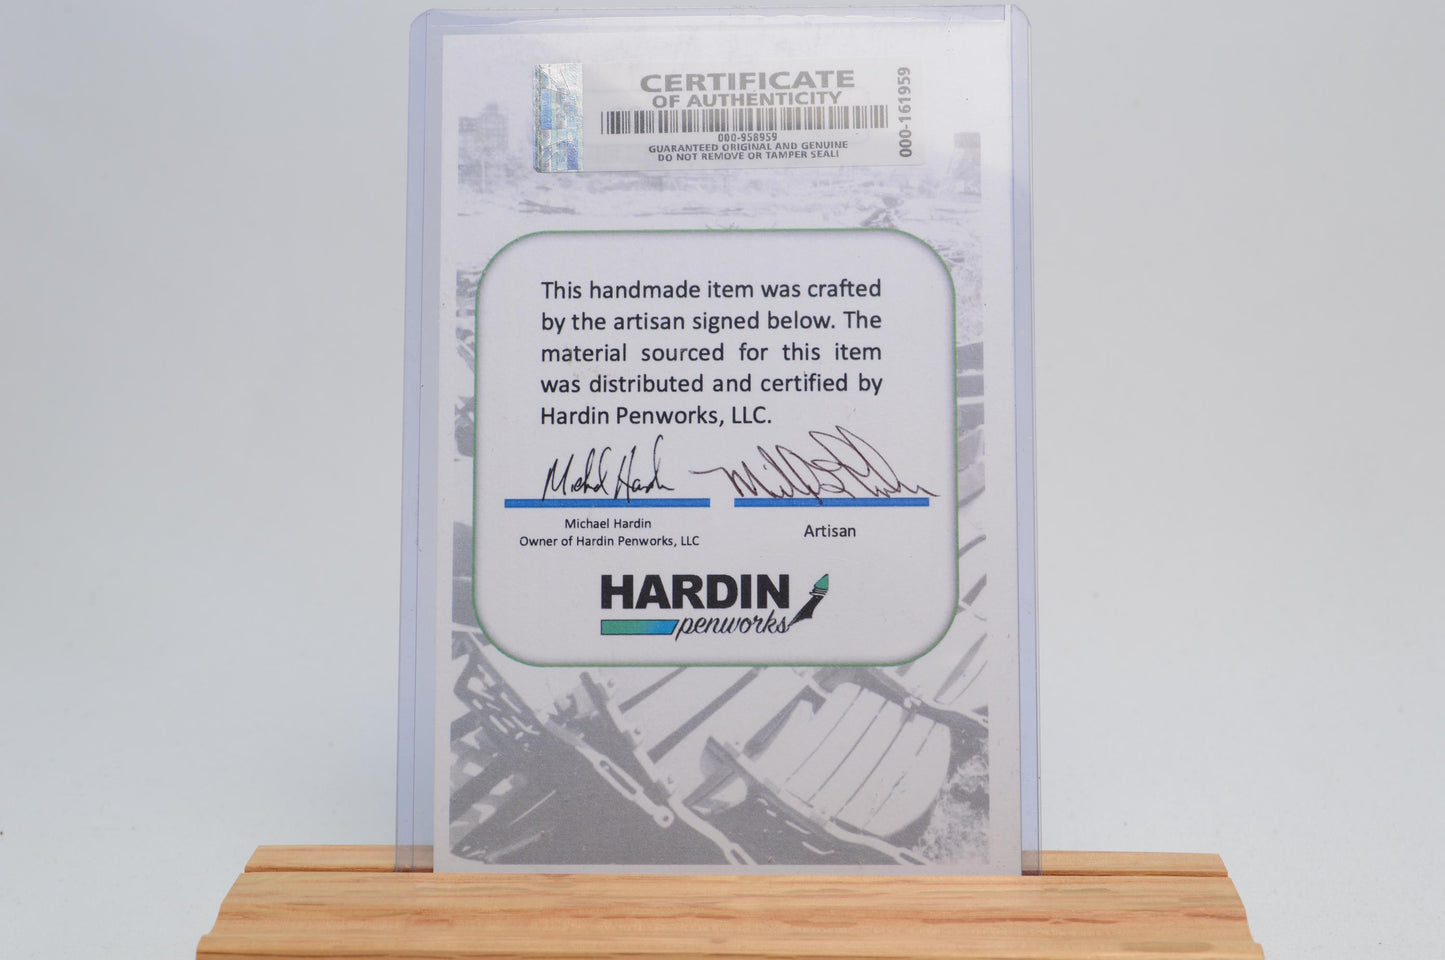 CERTIFICATE
OF AUTHENTICITY
000-958959
GUARANTEED ORIGINAL AND GENUINE
DO NOT REMOVE OR TAMPER SEAL!
000-161959
This handmade item was crafted
by the artisan signed below. The
material sourced for this item
was distributed and certified by
Hardin Penworks, LLC.
Michael Hardin
Owner of Hardin Penworks, LLC
Artisan
HARDIN
penworks